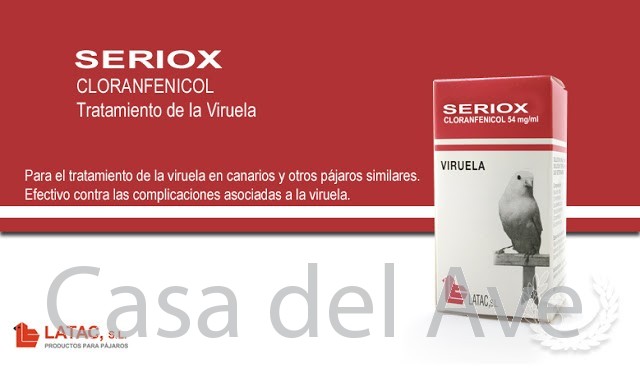 SERIOX
CLORANFENICOL
Tratamiento de la Viruela
Para el tratamiento de la viruela en canarios y otros pájaros similares.
Efectivo contra las complicaciones asociadas a la viruela.
SERIOX
CLORANFENICOL 54 mg/ml
VIRUELA
LATAC, S.L.
Casa del Ave
LATAC, S.L.
PRODUCTOS PARA PÁJAROS